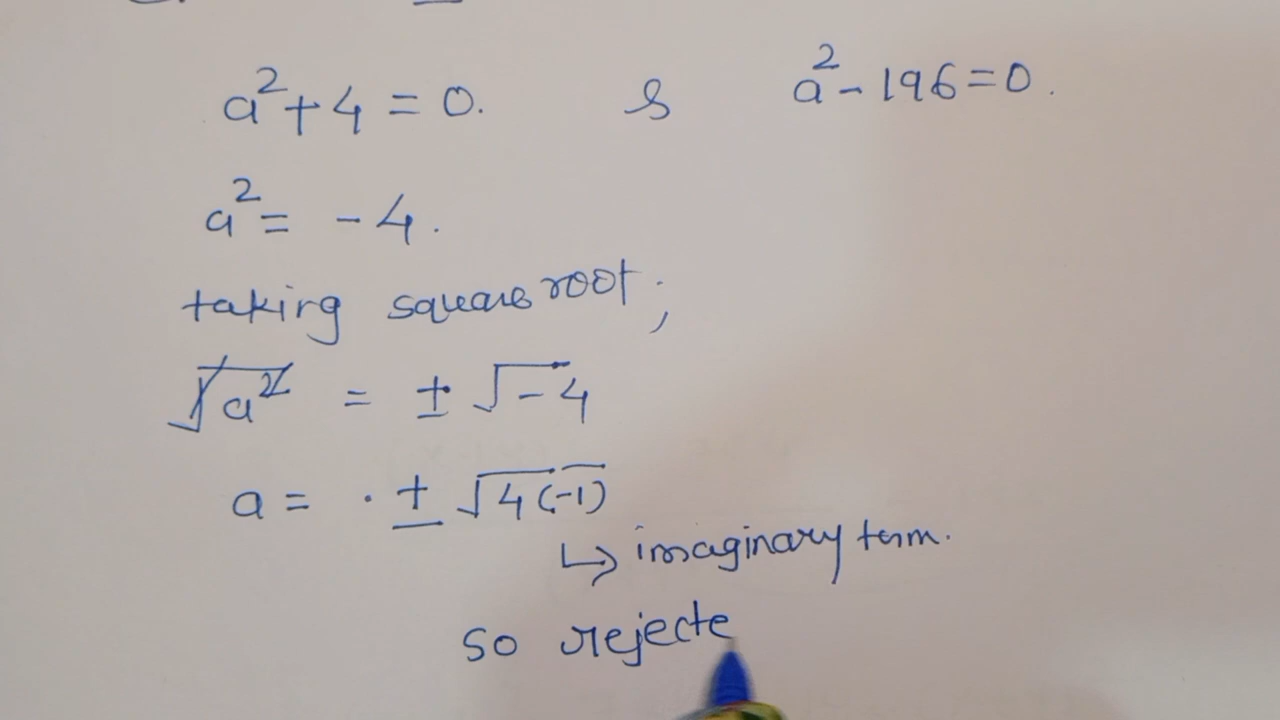 a² + 4 = 0. & a² - 196 = 0.
a² = - 4.
taking square root;
√a² = ± √-4
a = . ± √4(-1)
↳ imaginary term.
So rejecte